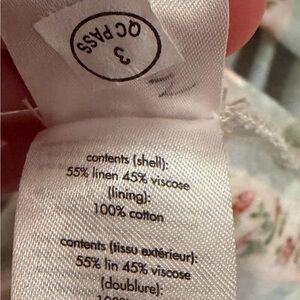 3
QC PASS
contents (shell):
55% linen 45% viscose
(lining):
100% cotton
contents (tissu extérieur):
55% lin 45% viscose
(doublure):